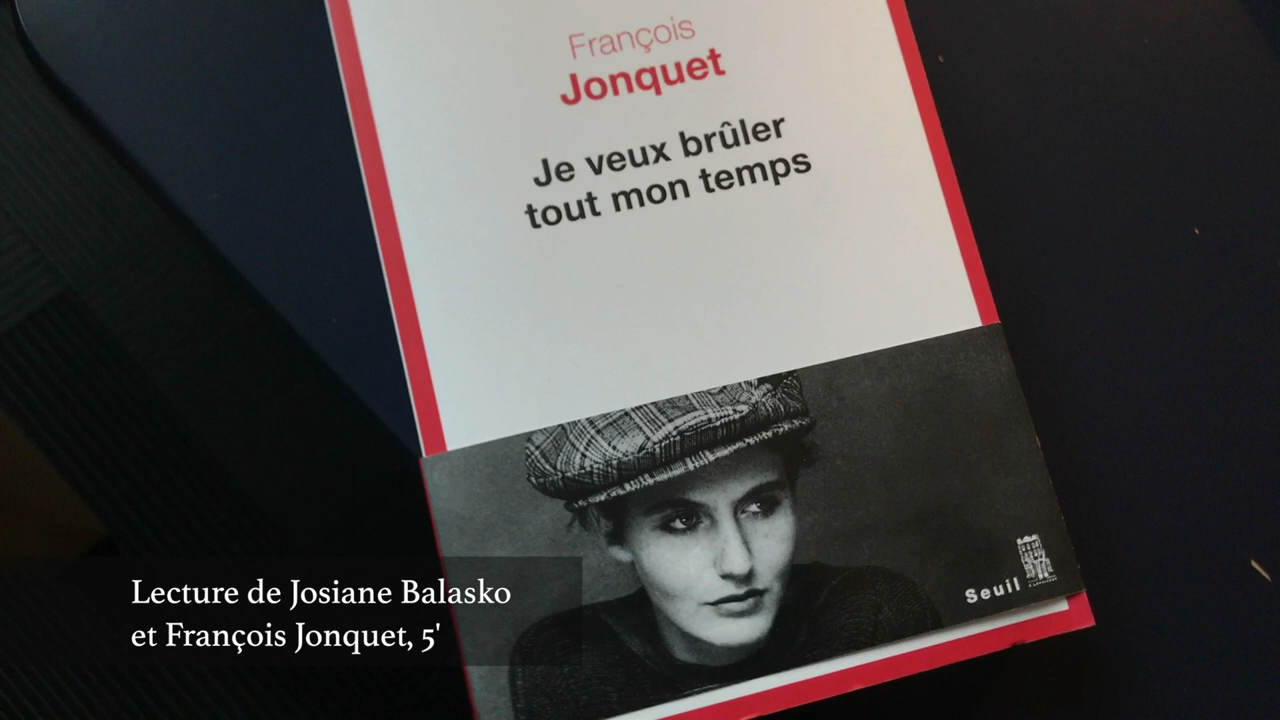 François
Jonquet
Je veux brûler
tout mon temps
Seuil
Lecture de Josiane Balasko
et François Jonquet, 5'